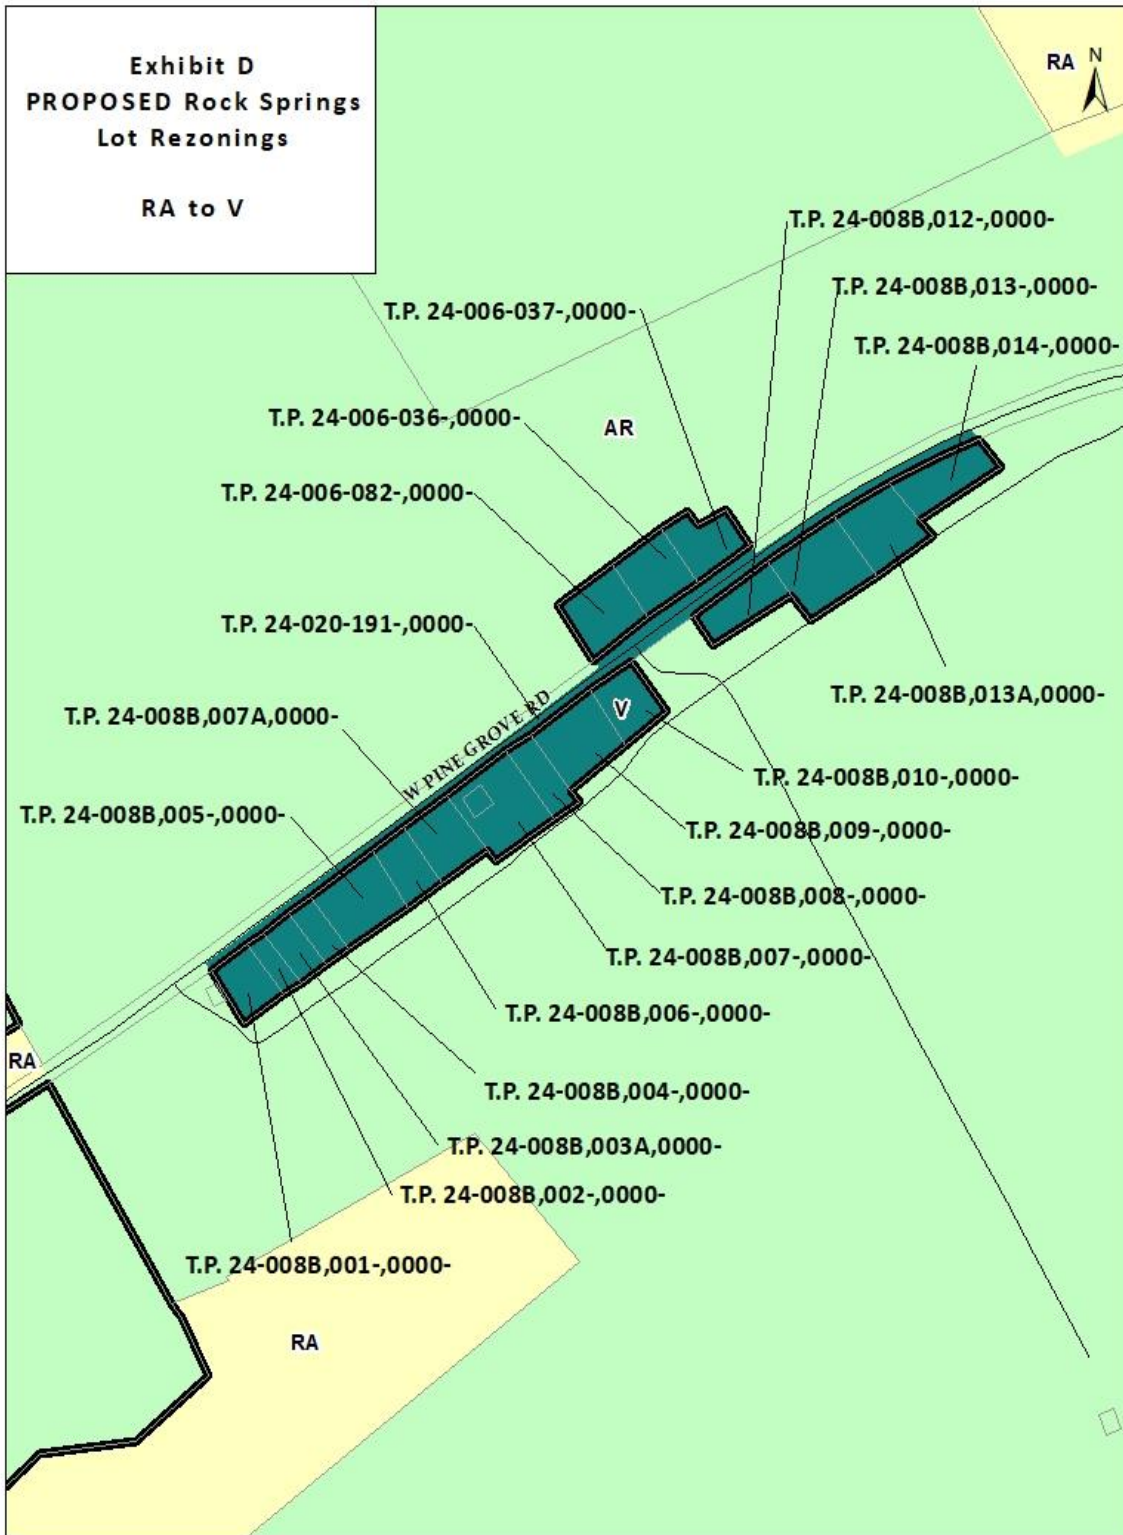 Exhibit D
PROPOSED Rock Springs
Lot Rezonings
RA to V
RA
N
T.P. 24-008B,012-,0000-
T.P. 24-008B,013-,0000-
T.P. 24-006-037-,0000-
T.P. 24-008B,014-,0000-
T.P. 24-006-036-,0000-
AR
T.P. 24-006-082-,0000-
T.P. 24-020-191-,0000-
T.P. 24-008B,013A,0000-
V
T.P. 24-008B,007A,0000-
W PINE GROVE RD
T.P. 24-008B,010-,0000-
T.P. 24-008B,005-,0000-
T.P. 24-008B,009-,0000-
T.P. 24-008B,008-,0000-
T.P. 24-008B,007-,0000-
T.P. 24-008B,006-,0000-
RA
T.P. 24-008B,004-,0000-
T.P. 24-008B,003A,0000-
T.P. 24-008B,002-,0000-
T.P. 24-008B,001-,0000-
RA